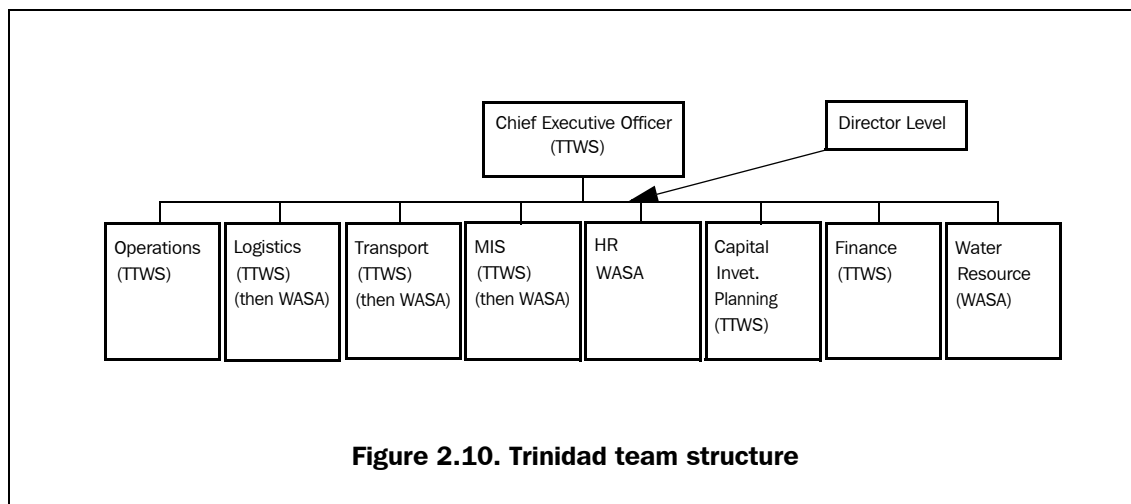 Chief Executive Officer
(TTWS)
Director Level
Operations
(TTWS)
Logistics
(TTWS)
(then WASA)
Transport
(TTWS)
(then WASA)
MIS
(TTWS)
(then WASA)
HR
WASA
Capital
Invet.
Planning
(TTWS)
Finance
(TTWS)
Water
Resource
(WASA)
Figure 2.10. Trinidad team structure